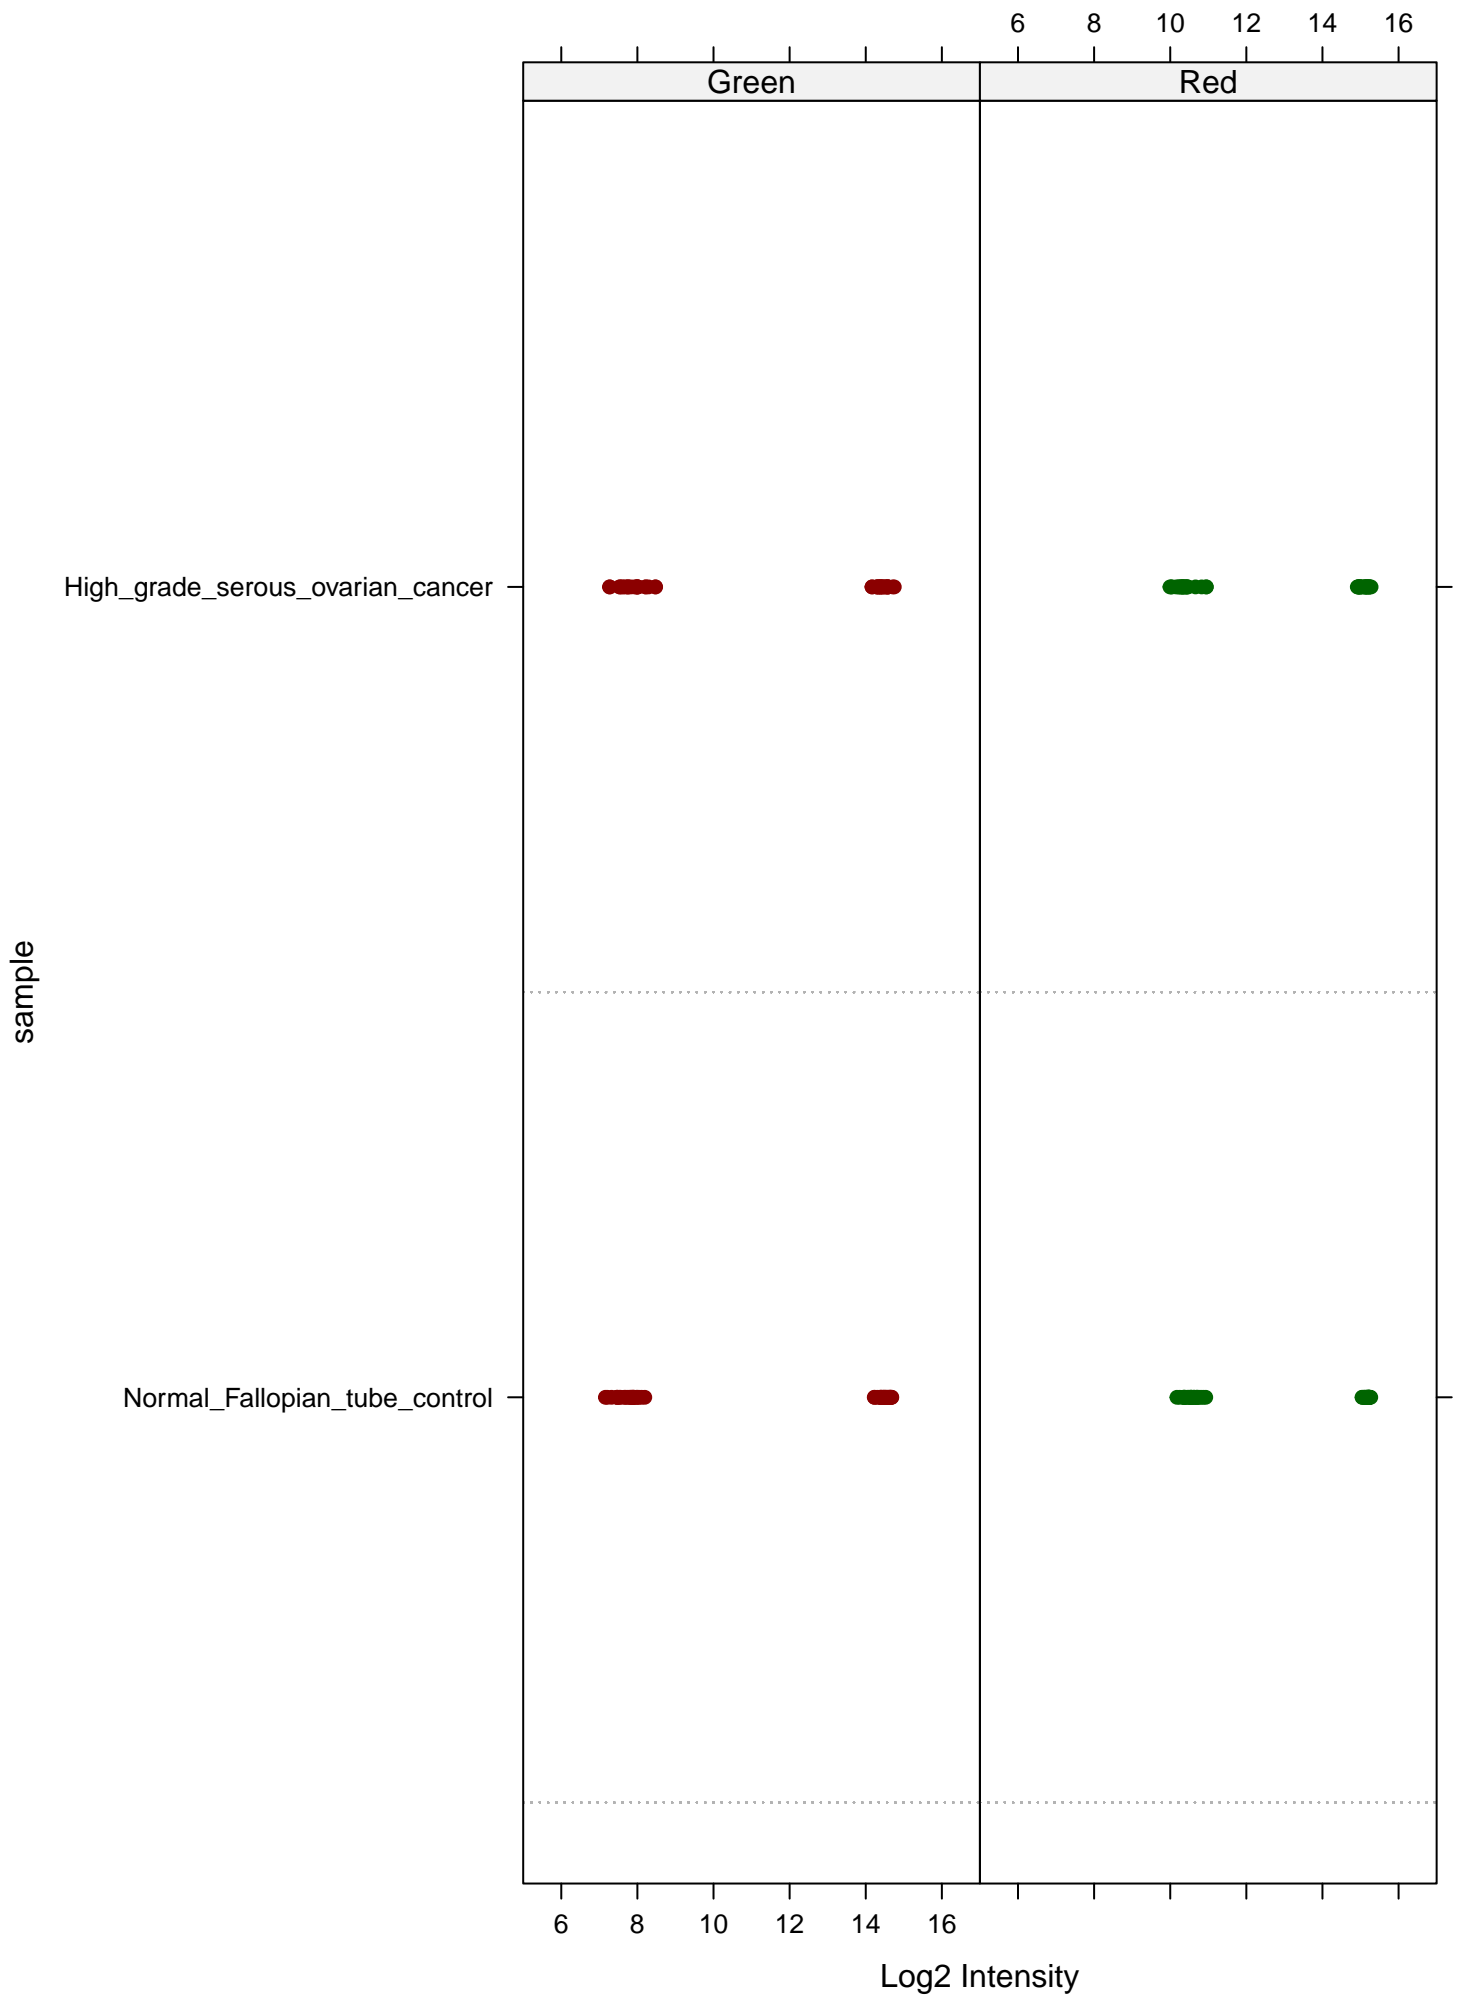 6 8 10 12 14 16
Green Red
High_grade_serous_ovarian_cancer
sample
Normal_Fallopian_tube_control
6 8 10 12 14 16
Log2 Intensity